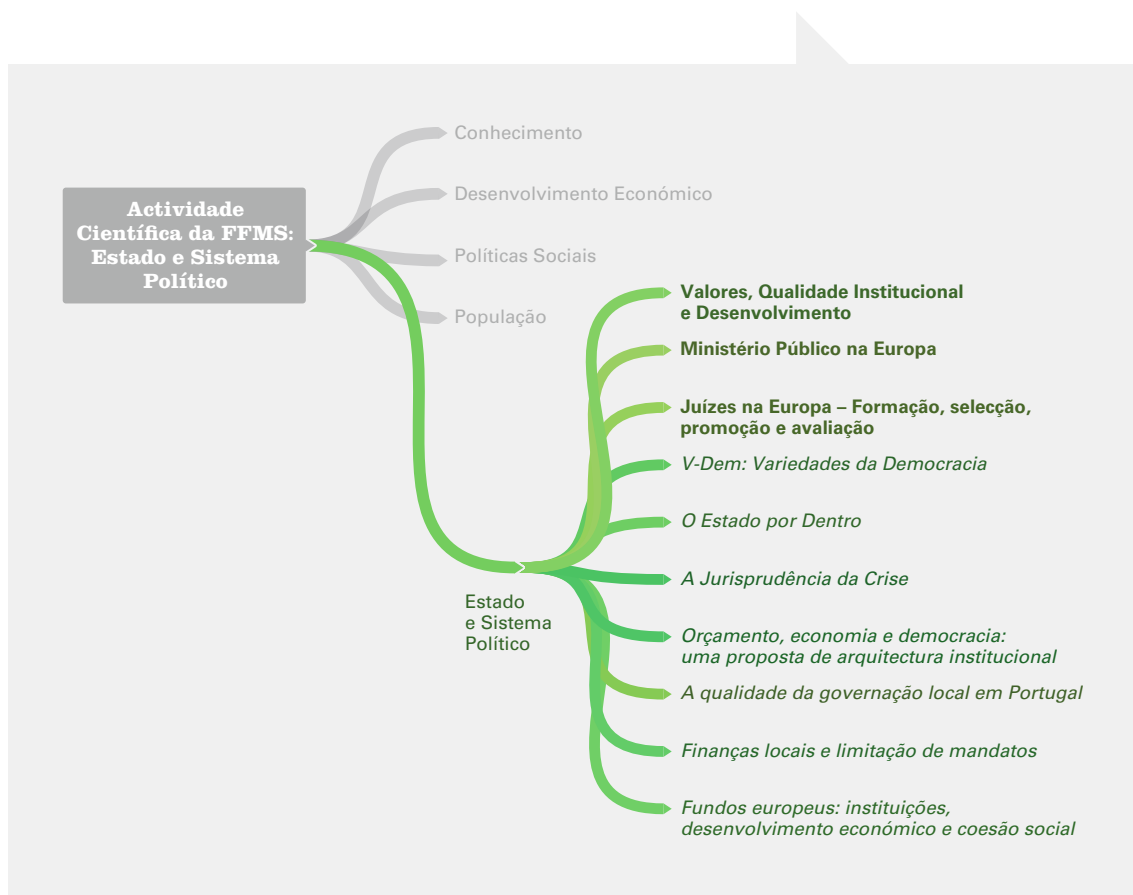 Actividade
Científica da FFMS:
Estado e Sistema
Político
Conhecimento
Desenvolvimento Económico
Políticas Sociais
População
Estado
e Sistema
Político
Valores, Qualidade Institucional
e Desenvolvimento
Ministério Público na Europa
Juízes na Europa – Formação, selecção,
promoção e avaliação
V-Dem: Variedades da Democracia
O Estado por Dentro
A Jurisprudência da Crise
Orçamento, economia e democracia:
uma proposta de arquitectura institucional
A qualidade da governação local em Portugal
Finanças locais e limitação de mandatos
Fundos europeus: instituições,
desenvolvimento económico e coesão social